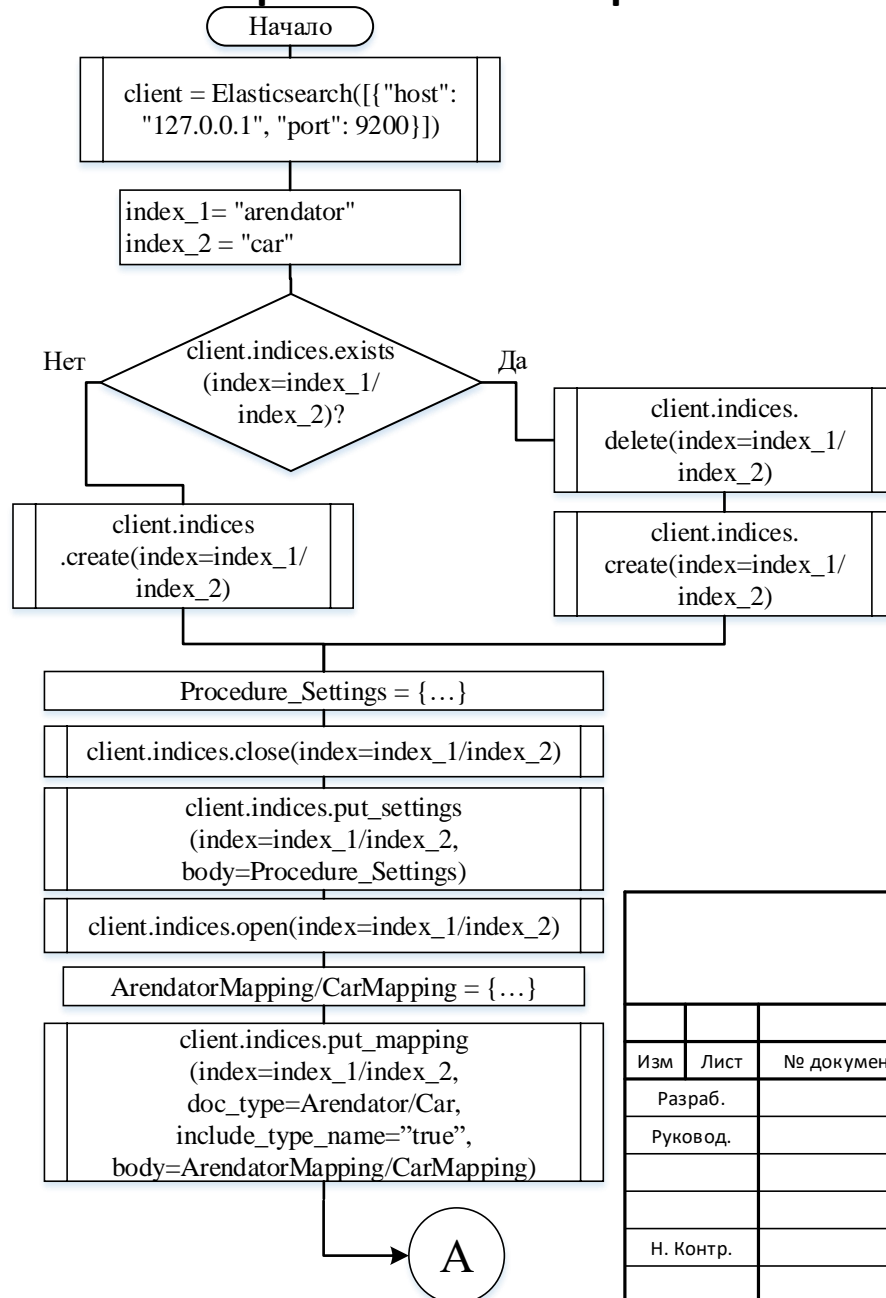 Начало
client = Elasticsearch([{"host":
"127.0.0.1", "port": 9200}])
index_1= "arendator"
index_2 = "car"
Нет
client.indices.exists
(index=index_1/
index_2)?
Да
client.indices.
delete(index=index_1/
index_2)
client.indices
.create(index=index_1/
index_2)
client.indices.
create(index=index_1/
index_2)
Procedure_Settings = {…}
client.indices.close(index=index_1/index_2)
client.indices.put_settings
(index=index_1/index_2,
body=Procedure_Settings)
client.indices.open(index=index_1/index_2)
ArendatorMapping/CarMapping = {…}
client.indices.put_mapping
(index=index_1/index_2,
doc_type=Arendator/Car,
include_type_name=”true”,
body=ArendatorMapping/CarMapping)
A
Изм Лист № докумен
Разраб.
Руковод.
Н. Контр.